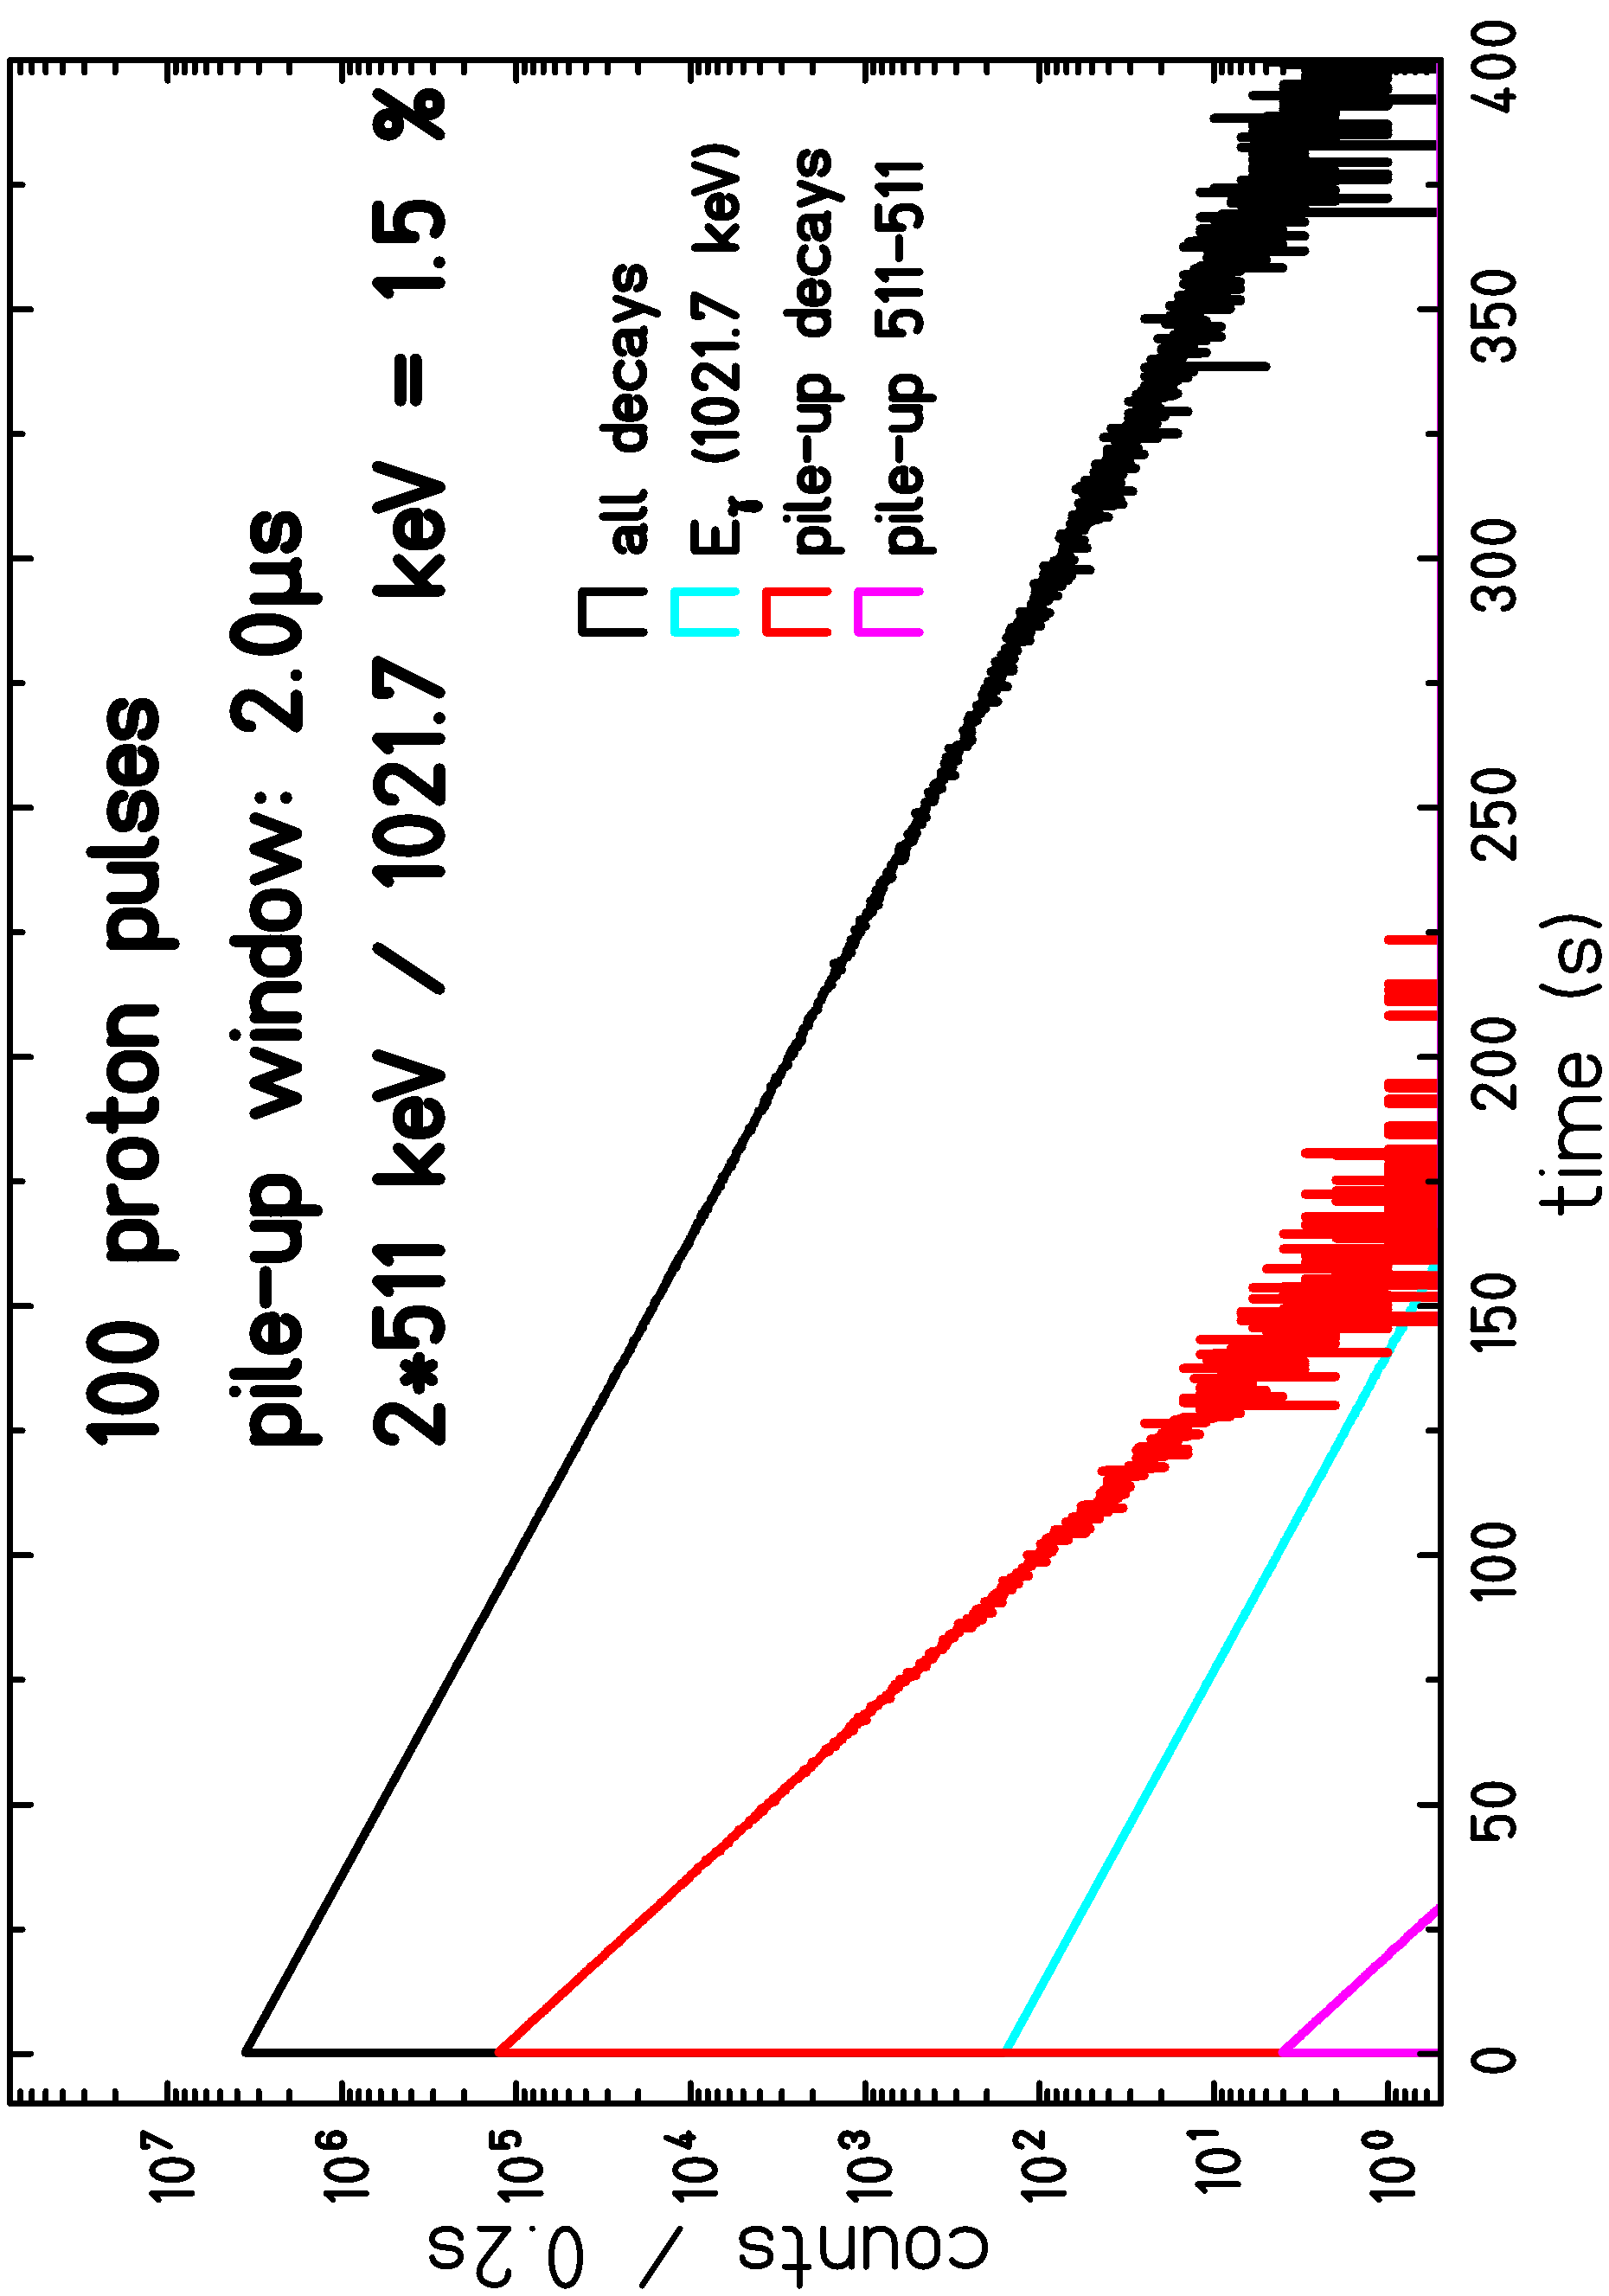 100 proton pulses
pile-up window: 2.0µs
2*511 keV / 1021.7 keV = 1.5 %
all decays
Eγ (1021.7 keV)
pile-up decays
pile-up 511-511
counts / 0.2s
10^7
10^6
10^5
10^4
10^3
10^2
10^1
10^0
0 50 100 150 200 250 300 350 400
time (s)